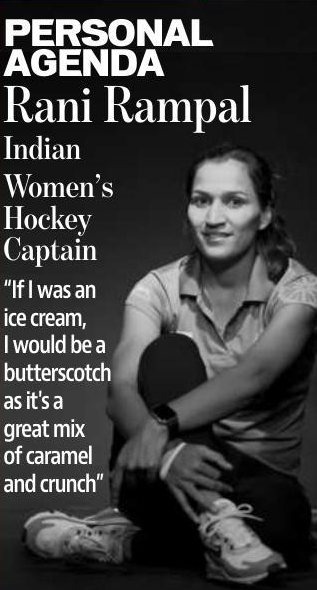 PERSONAL
AGENDA
Rani Rampal
Indian
Women's
Hockey
Captain
“If I was an
ice cream,
I would be a
butterscotch
as it's a
great mix
of caramel
and crunch”